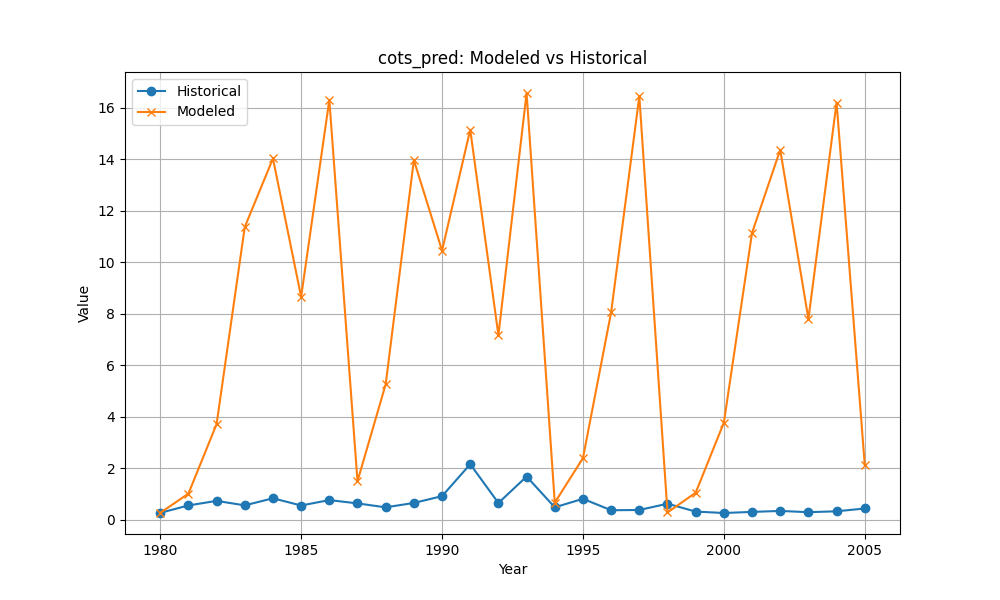 cots_pred: Modeled vs Historical
Historical
Modeled
Value
16
14
12
10
8
6
4
2
0
1980 1985 1990 1995 2000 2005
Year